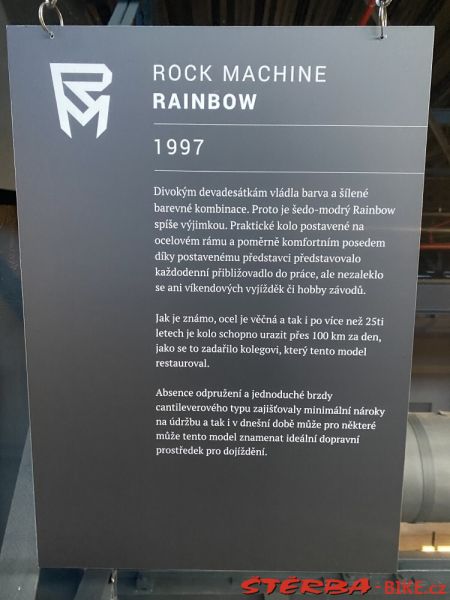 RM
ROCK MACHINE
RAINBOW
1997
Divokým devadesátkám vládla barva a šílené
barevné kombinace. Proto je šedo-modrý Rainbow
spíše výjimkou. Praktické kolo postavené na
ocelovém rámu a poměrně komfortním posedem
díky postavenému představci představovalo
každodenní přibližovadlo do práce, ale nezaleklo
se ani víkendových vyjížděk či hobby závodů.
Jak je známo, ocel je věčná a tak i po více než 25ti
letech je kolo schopno urazit přes 100 km za den,
jako se to zadařilo kolegovi, který tento model
restauroval.
Absence odpružení a jednoduché brzdy
cantileverového typu zajišťovaly minimální nároky
na údržbu a tak i v dnešní době může pro některé
může tento model znamenat ideální dopravní
prostředek pro dojíždění.
ŠTĚRBA-BIKE.cz